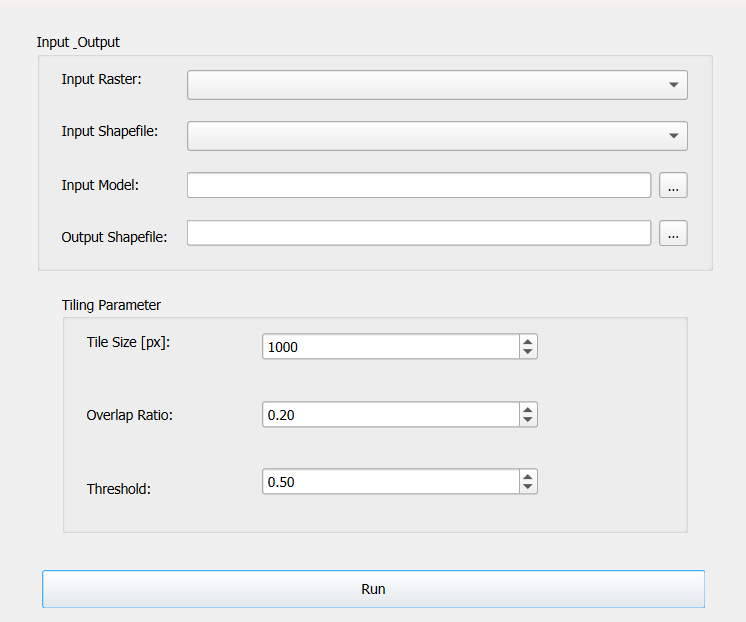 Input _Output
Input Raster:
Input Shapefile:
Input Model:
...
Output Shapefile:
...
Tiling Parameter
Tile Size [px]:
1000
Overlap Ratio:
0.20
Threshold:
0.50
Run